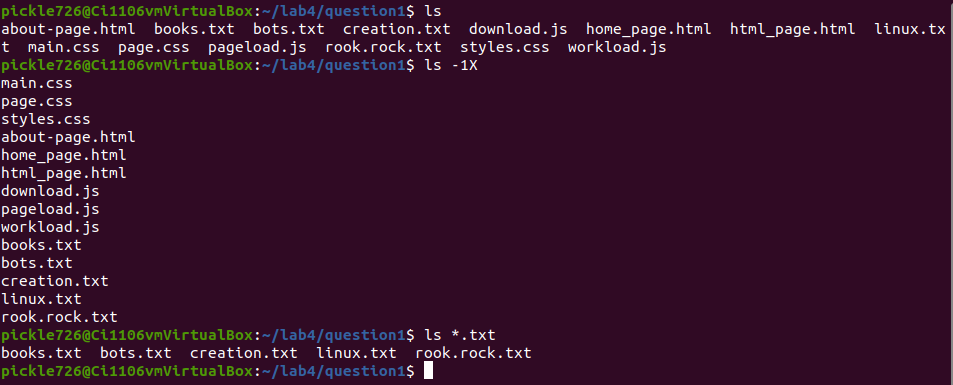 pickle726@Ci1106vmVirtualBox:~/lab4/question1$ ls
about-page.html  books.txt  bots.txt  creation.txt  download.js  home_page.html  html_page.html  linux.tx
t  main.css  page.css  pageload.js  rook.rock.txt  styles.css  workload.js
pickle726@Ci1106vmVirtualBox:~/lab4/question1$ ls -1X
main.css
page.css
styles.css
about-page.html
home_page.html
html_page.html
download.js
pageload.js
workload.js
books.txt
bots.txt
creation.txt
linux.txt
rook.rock.txt
pickle726@Ci1106vmVirtualBox:~/lab4/question1$ ls *.txt
books.txt  bots.txt  creation.txt  linux.txt  rook.rock.txt
pickle726@Ci1106vmVirtualBox:~/lab4/question1$